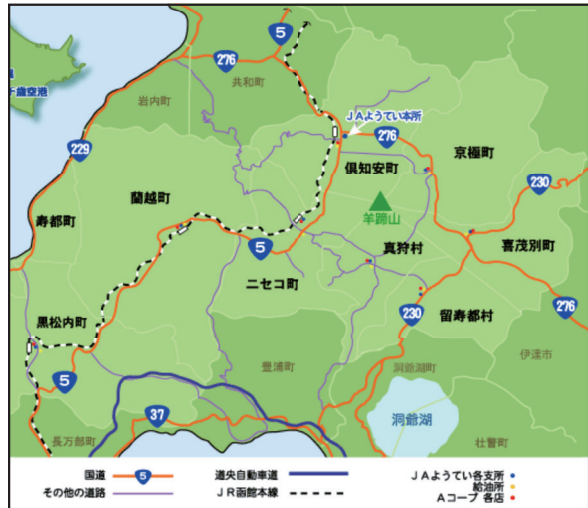 5
276
共和町
岩内町
千歳空港
JAようてい本所
276
京極町
229
倶知安町
230
蘭越町
羊蹄山
寿都町
真狩村
喜茂別町
5
ニセコ町
黒松内町
230
留寿都村
276
豊浦町
洞爺湖町
伊達市
5
37
洞爺湖
長万部町
壮瞥町
国道
5
道央自動車道
JAようてい各支所
その他の道路
JR函館本線
給油所
Aコープ 各店